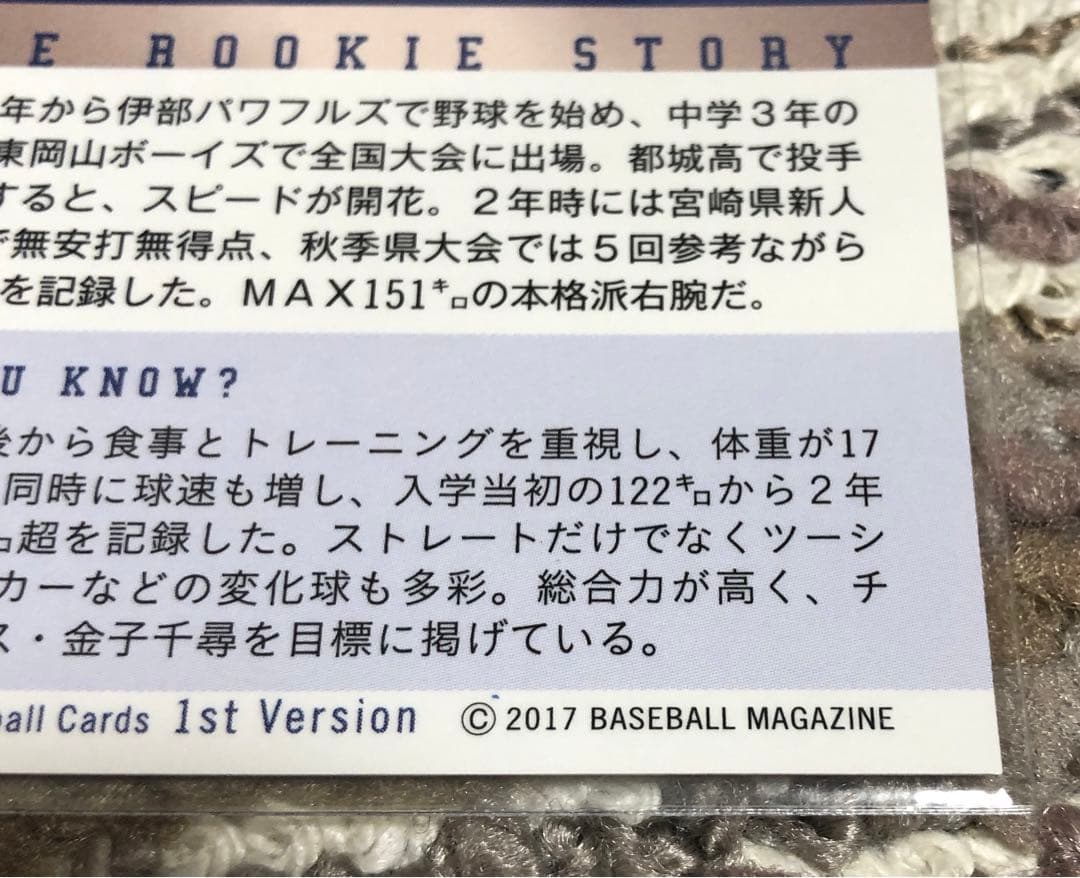 E ROOKIE STORY
年から伊部パワフルズで野球を始め、中学３年の
東岡山ボーイズで全国大会に出場。都城高で投手
すると、スピードが開花。２年時には宮崎県新人
で無安打無得点、秋季県大会では５回参考ながら
を記録した。ＭＡＸ151㌔の本格派右腕だ。
U KNOW?
後から食事とトレーニングを重視し、体重が17
同時に球速も増し、入学当初の122㌔から２年
ロ超を記録した。ストレートだけでなくツーシ
カーなどの変化球も多彩。総合力が高く、チ
ス・金子千尋を目標に掲げている。
ball Cards 1st Version © 2017 BASEBALL MAGAZINE